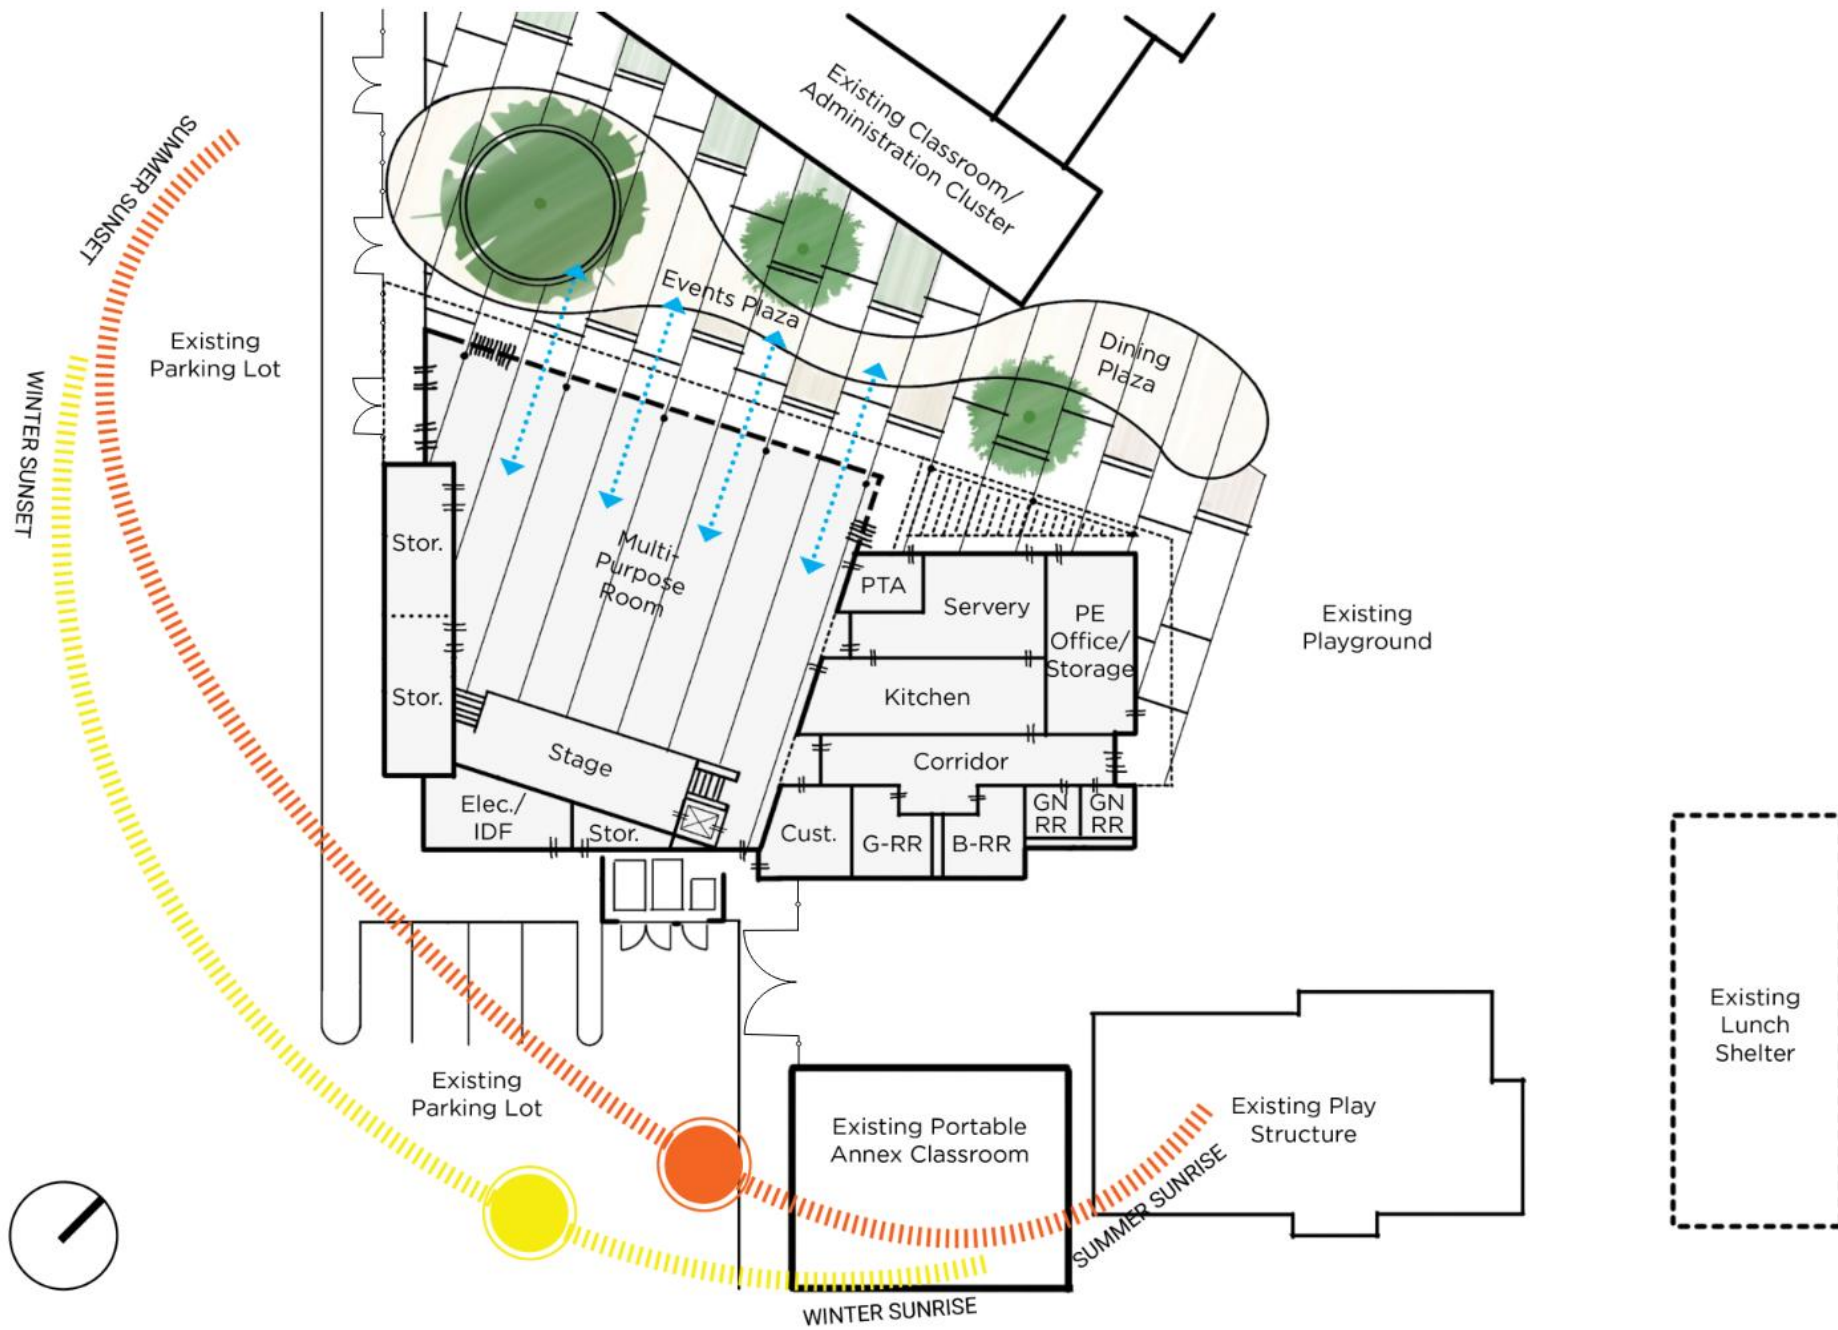 Existing Classroom/
Administration Cluster
SUMMER SUNSET
Events Plaza
Existing
Parking Lot
Dining
Plaza
WINTER SUNSET
Stor.
Multi-
Purpose
Room
PTA
Servery
PE
Office/
Storage
Existing
Playground
Stor.
Kitchen
Stage
Corridor
Elec./
IDF
Stor.
Cust.
G-RR
B-RR
GN
RR
GN
RR
Existing
Lunch
Shelter
Existing
Parking Lot
Existing Portable
Annex Classroom
Existing Play
Structure
SUMMER SUNRISE
WINTER SUNRISE